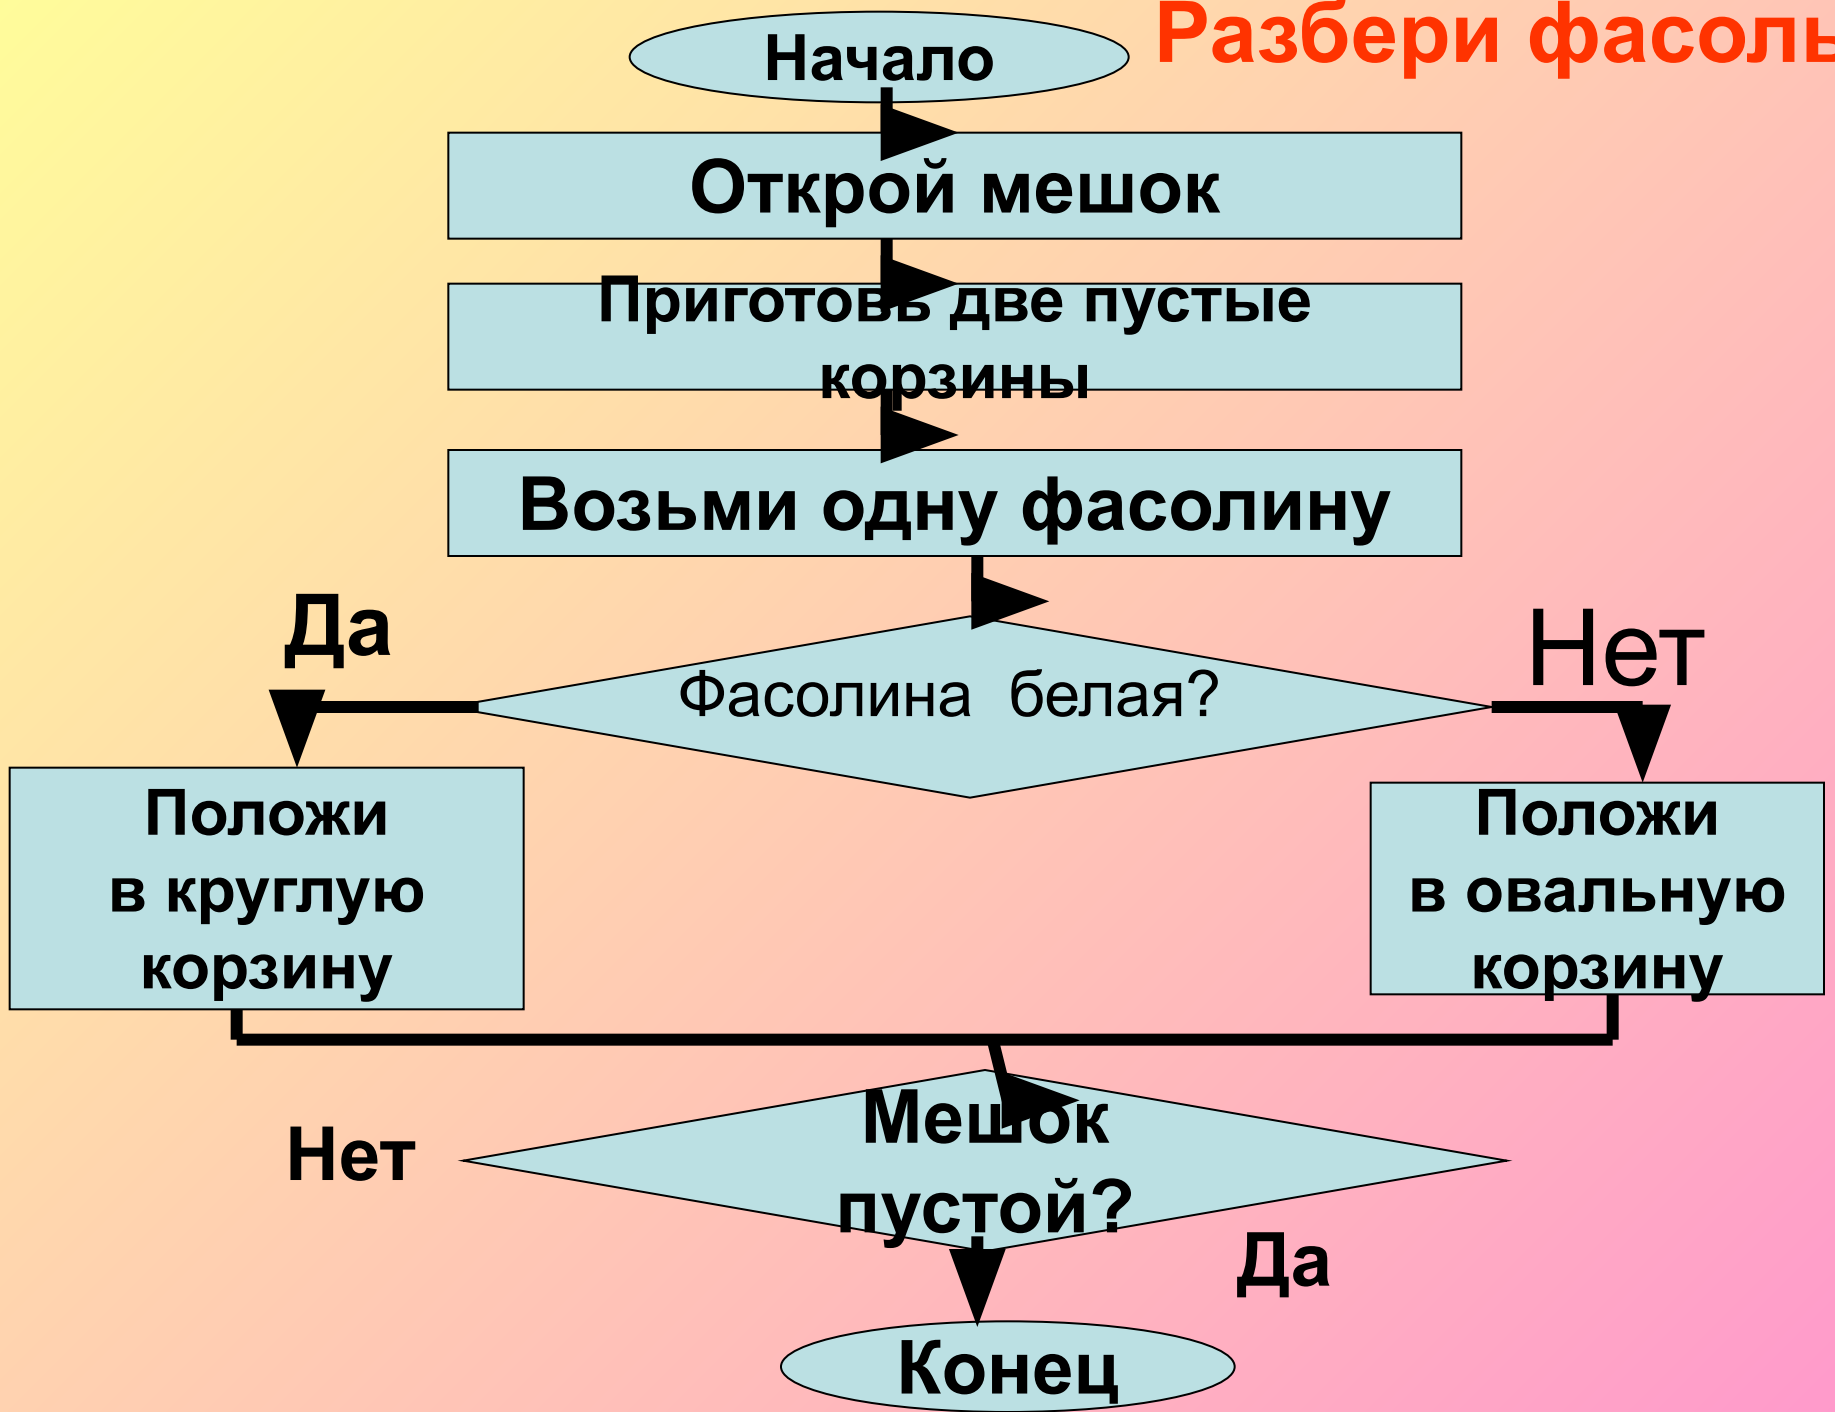 Разбери фасоль
Начало
Открой мешок
Приготовь две пустые
корзины
Возьми одну фасолину
Да
Нет
Фасолина белая?
Положи
в круглую
корзину
Положи
в овальную
корзину
Мешок
пустой?
Нет
Да
Конец